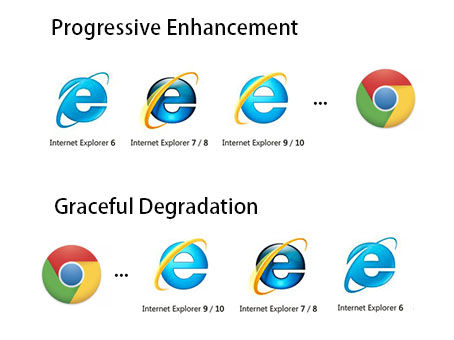 Progressive Enhancement
...
Internet Explorer 6
Internet Explorer 7 / 8
Internet Explorer 9 / 10
Graceful Degradation
...
Internet Explorer 9 / 10
Internet Explorer 7 / 8
Internet Explorer 6